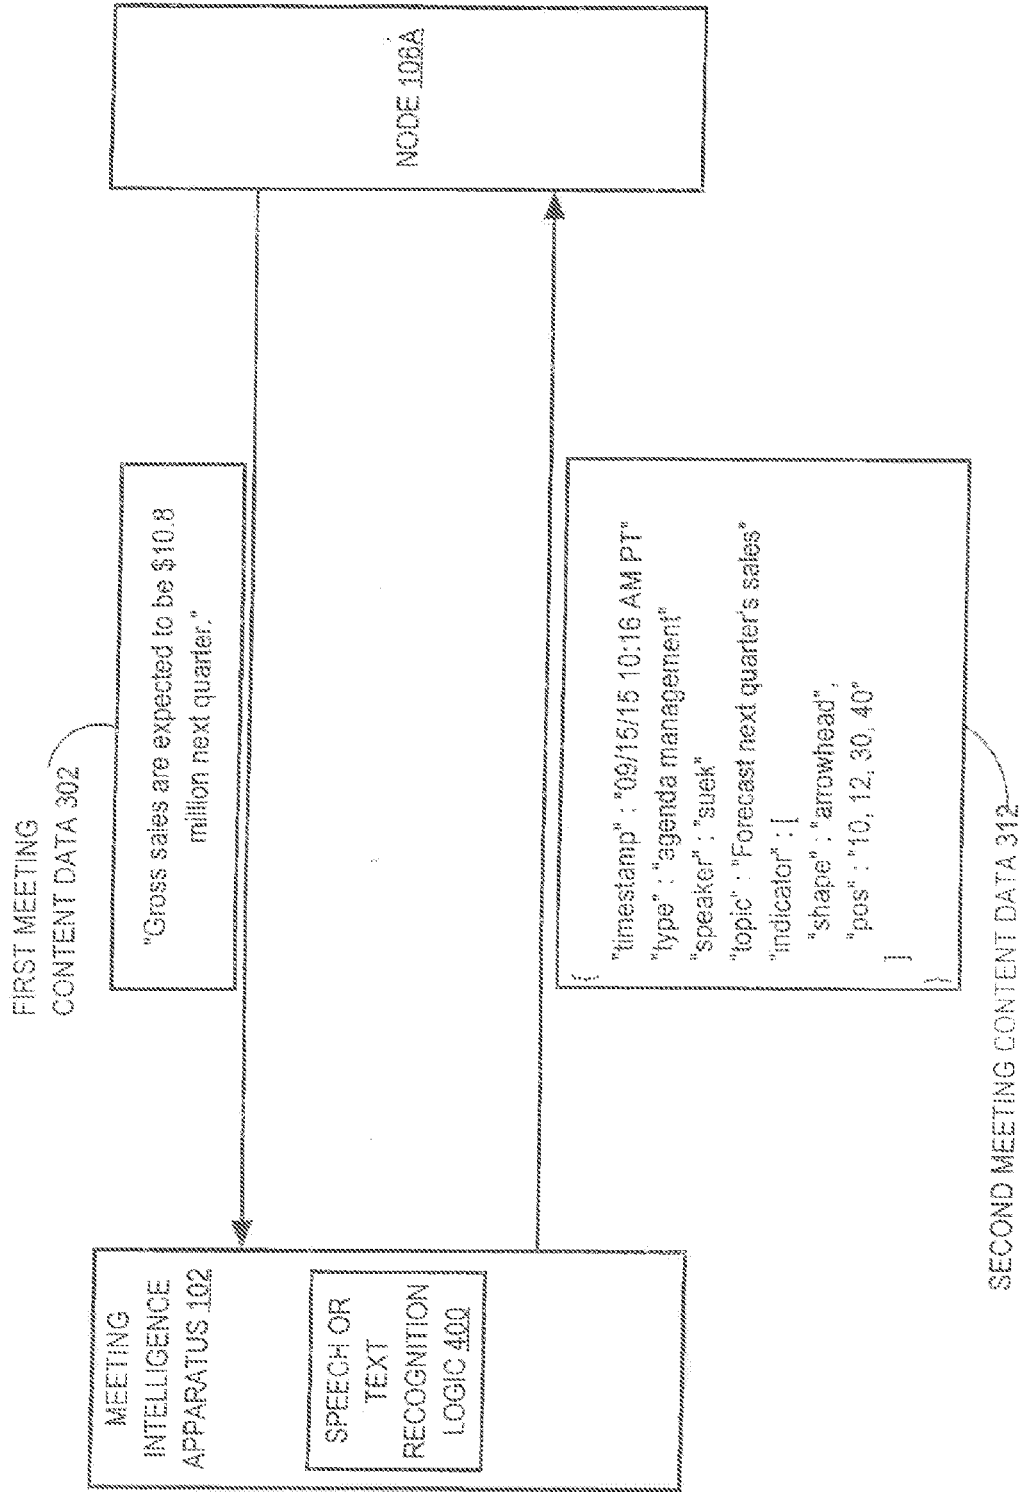 FIRST MEETING
CONTENT DATA 302
"Gross sales are expected to be $10.8
million next quarter."
MEETING
INTELLIGENCE
APPARATUS 102
SPEECH OR
TEXT
RECOGNITION
LOGIC 400
NODE 106A
{
"timestamp" : "09/15/15 10:16 AM PT"
"type" : "agenda management"
"speaker" : "suek"
"topic" : "Forecast next quarter's sales"
"indicator" : [
"shape" : "arrowhead",
"pos" : "10, 12, 30, 40"
]
}
SECOND MEETING CONTENT DATA 312